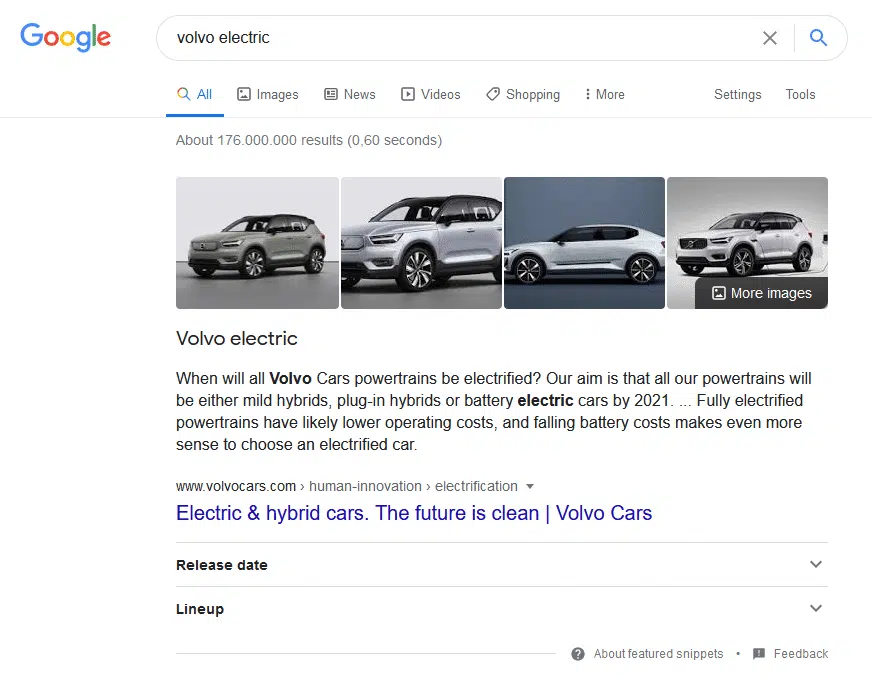 Google
volvo electric
All Images News Videos Shopping More Settings Tools
About 176.000.000 results (0,60 seconds)
More images
Volvo electric
When will all Volvo Cars powertrains be electrified? Our aim is that all our powertrains will
be either mild hybrids, plug-in hybrids or battery electric cars by 2021. ... Fully electrified
powertrains have likely lower operating costs, and falling battery costs makes even more
sense to choose an electrified car.
www.volvocars.com › human-innovation › electrification
Electric & hybrid cars. The future is clean | Volvo Cars
Release date
Lineup
About featured snippets • Feedback